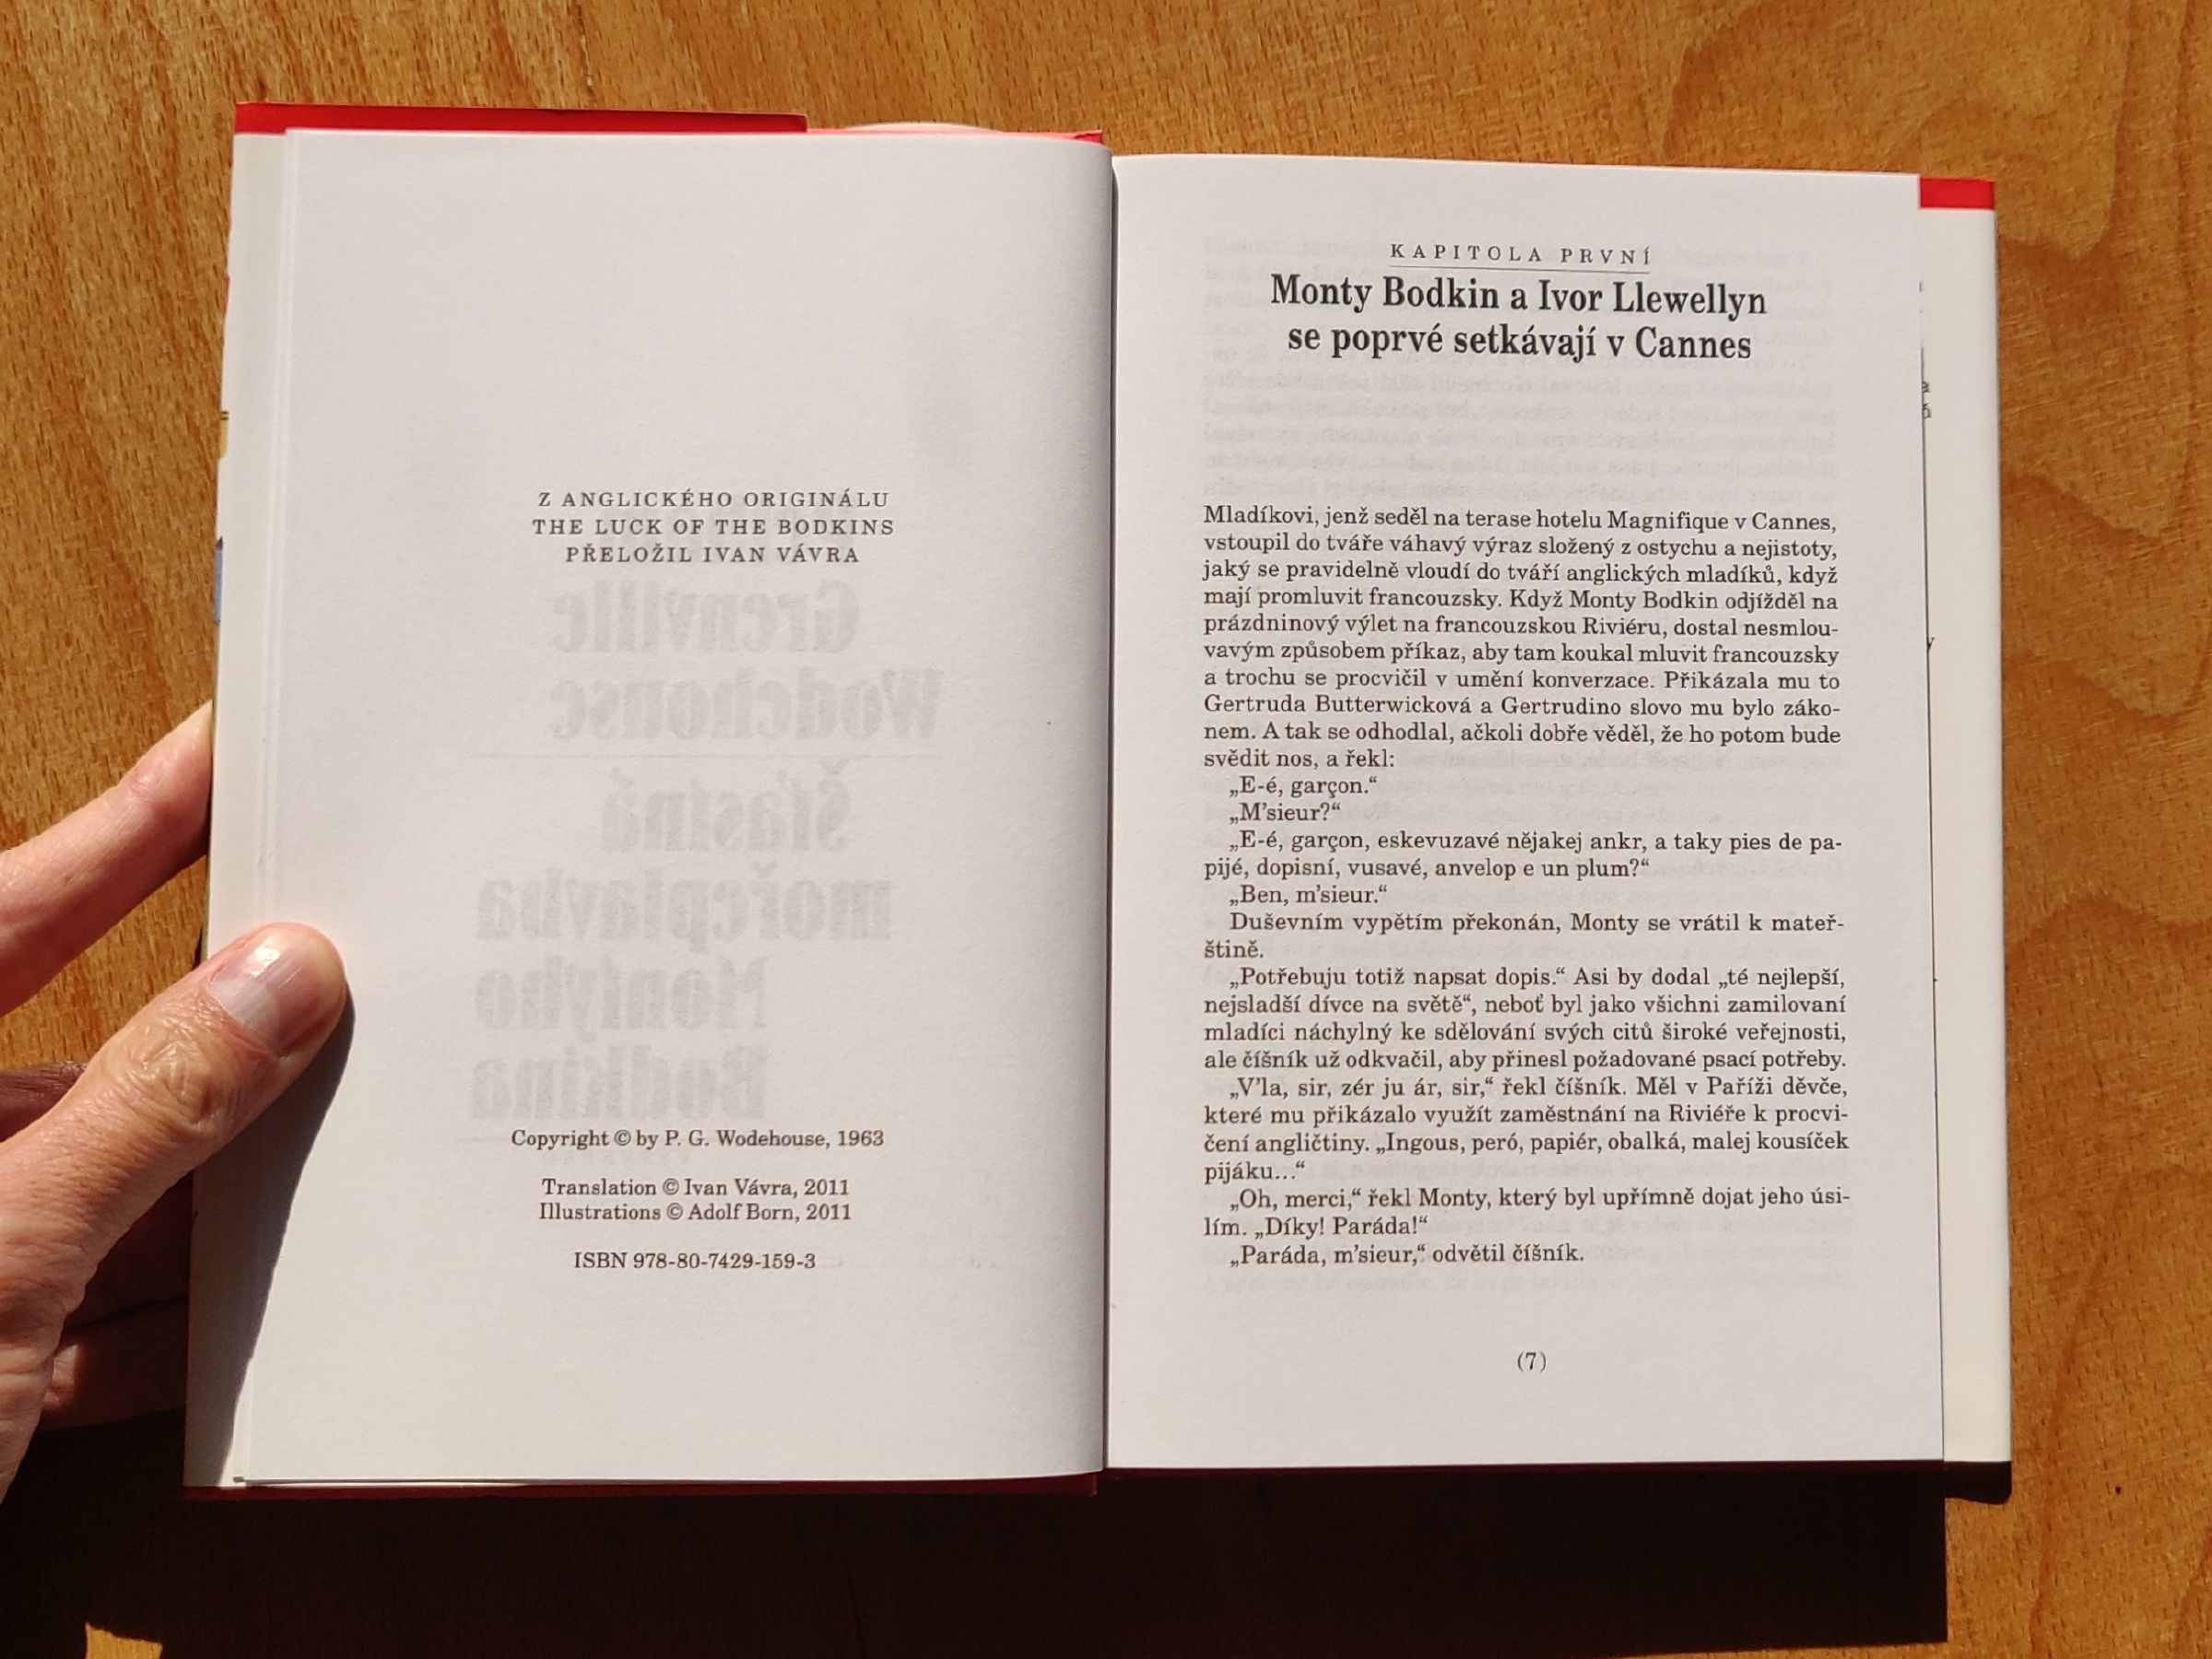 Z ANGLICKÉHO ORIGINÁLU
THE LUCK OF THE BODKINS
PŘELOŽIL IVAN VÁVRA
Grenville
Wodehouse
Šťastná
mořeplavba
Montyho
Bodkina
Copyright © by P. G. Wodehouse, 1963
Translation © Ivan Vávra, 2011
Illustrations © Adolf Born, 2011
ISBN 978-80-7429-159-3
KAPITOLA PRVNÍ
Monty Bodkin a Ivor Llewellyn
se poprvé setkávají v Cannes
Mladíkovi, jenž seděl na terase hotelu Magnifique v Cannes,
vstoupil do tváře váhavý výraz složený z ostychu a nejistoty,
jaký se pravidelně vloudí do tváří anglických mladíků, když
mají promluvit francouzsky. Když Monty Bodkin odjížděl na
prázdninový výlet na francouzskou Riviéru, dostal nesmlou-
vavým způsobem příkaz, aby tam koukal mluvit francouzsky
a trochu se procvičil v umění konverzace. Přikázala mu to
Gertruda Butterwicková a Gertrudino slovo mu bylo záko-
nem. A tak se odhodlal, ačkoli dobře věděl, že ho potom bude
svědit nos, a řekl:
„E-é, garçon.“
„M'sieur?“
„E-é, garçon, eskevuzavé nějakej ankr, a taky pies de pa-
pijé, dopisní, vusavé, anvelop e un plum?“
„Ben, m'sieur.“
Duševním vypětím překonán, Monty se vrátil k mateř-
štině.
„Potřebuju totiž napsat dopis.“ Asi by dodal „té nejlepší,
nejsladší dívce na světě“, neboť byl jako všichni zamilovaní
mladíci náchylný ke sdělování svých citů široké veřejnosti,
ale číšník už odkvačil, aby přinesl požadované psací potřeby.
„V'la, sir, zér ju ár, sir,“ řekl číšník. Měl v Paříži děvče,
které mu přikázalo využít zaměstnání na Riviéře k procvi-
čení angličtiny. „Ingous, peró, papiér, obalká, malej kousíček
pijáku...“
„Oh, merci,“ řekl Monty, který byl upřímně dojat jeho úsi-
lím. „Díky! Paráda!“
„Paráda, m'sieur,“ odvětil číšník.
(7)